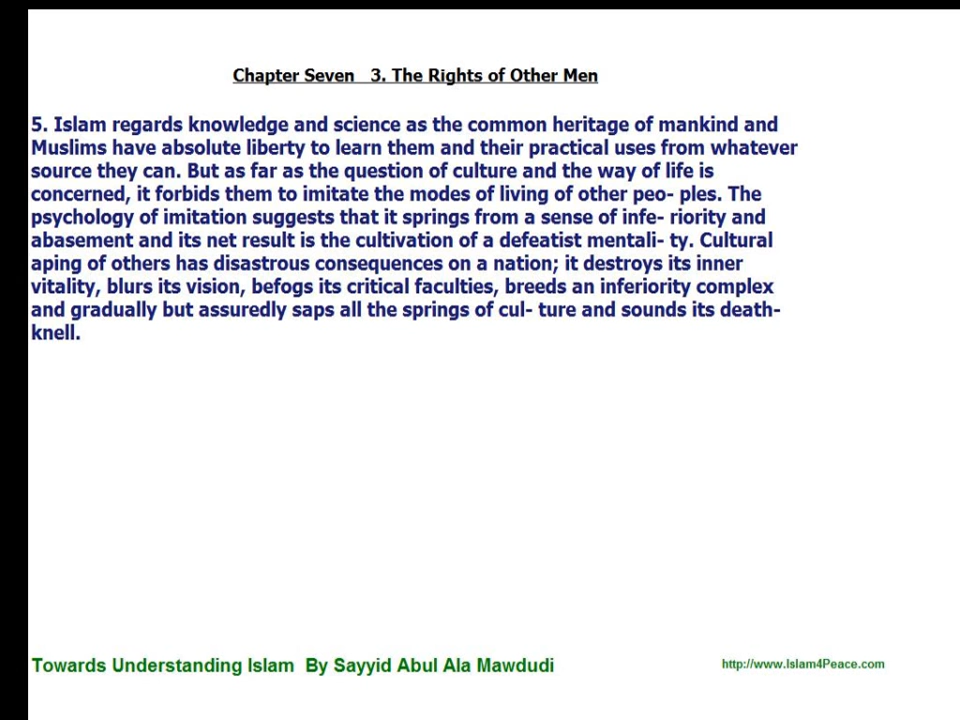 Chapter Seven   3. The Rights of Other Men
5. Islam regards knowledge and science as the common heritage of mankind and
Muslims have absolute liberty to learn them and their practical uses from whatever
source they can. But as far as the question of culture and the way of life is
concerned, it forbids them to imitate the modes of living of other peo- ples. The
psychology of imitation suggests that it springs from a sense of infe- riority and
abasement and its net result is the cultivation of a defeatist mentali- ty. Cultural
aping of others has disastrous consequences on a nation; it destroys its inner
vitality, blurs its vision, befogs its critical faculties, breeds an inferiority complex
and gradually but assuredly saps all the springs of cul- ture and sounds its death-
knell.
Towards Understanding Islam  By Sayyid Abul Ala Mawdudi
http://www.Islam4Peace.com